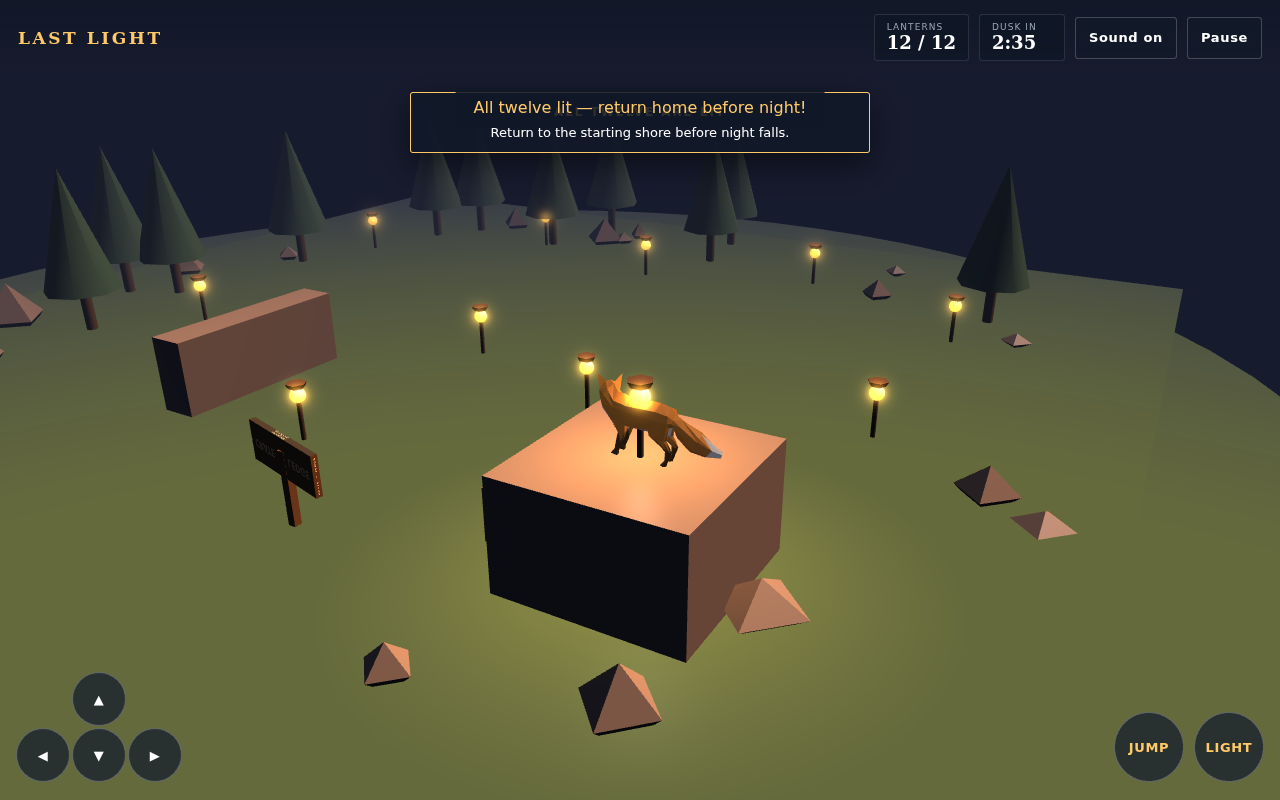 LAST LIGHT
LANTERNS
12 / 12
DUSK IN
2:35
Sound on
Pause
All twelve lit — return home before night!
Return to the starting shore before night falls.
▲
◀ ▼ ▶
JUMP
LIGHT